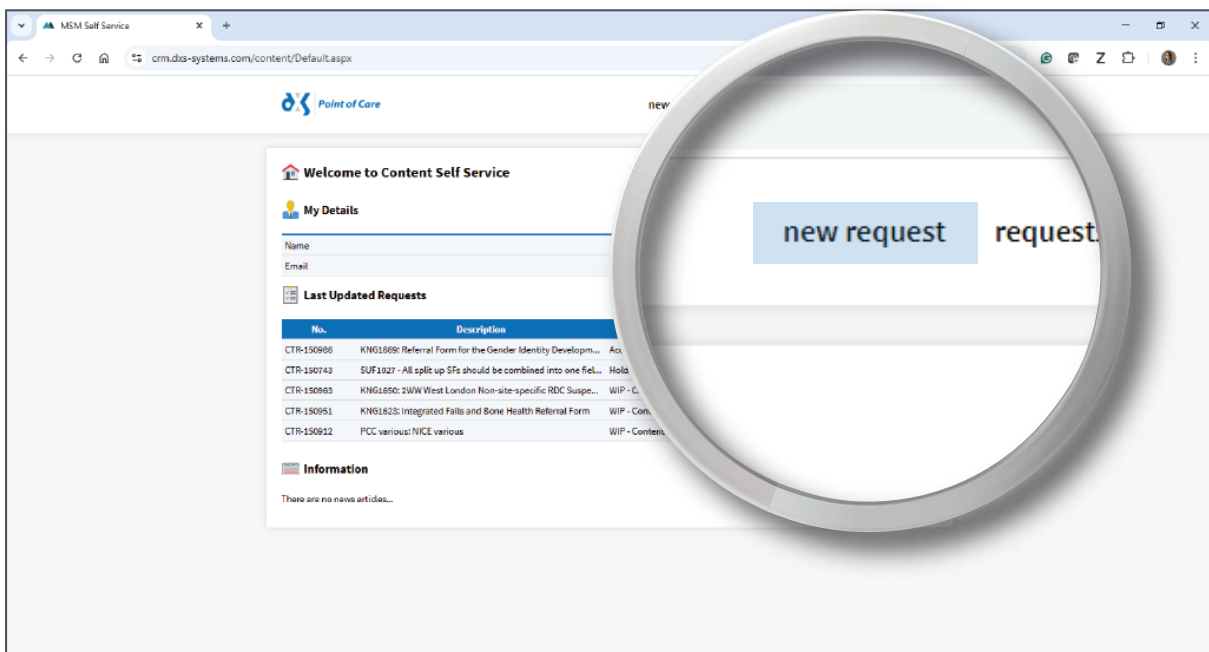 MSM Self Service
crm.dxs-systems.com/content/Default.aspx
dXS Point of Care
new
new request request
Welcome to Content Self Service
My Details
Name
Email
Last Updated Requests
No. Description
CTR-150986 KNG1689: Referral Form for the Gender Identity Developm...
CTR-150743 SUF1027 - All split up SFs should be combined into one fiel... Hold
CTR-150963 KNG1650: 2WW West London Non-site-specific RDC Suspe... WIP - C
CTR-150951 KNG1623: Integrated Falls and Bone Health Referral Form WIP - Con
CTR-150912 PCC various: NICE various WIP - Content
Information
There are no news articles...